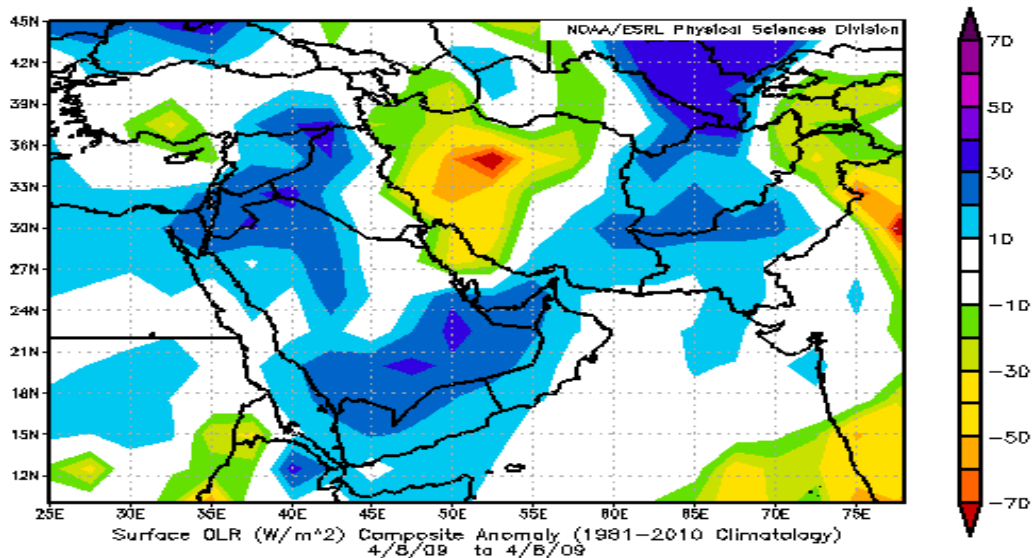 45N
NOAA/ESRL Physical Sciences Division
42N
39N
36N
33N
30N
27N
24N
21N
18N
15N
12N
25E 30E 35E 40E 45E 50E 55E 60E 65E 70E 75E
70
50
30
10
-10
-30
-50
-70
Surface OLR (W/m^2) Composite Anomaly (1981-2010 Climatology)
4/6/09 to 4/6/09